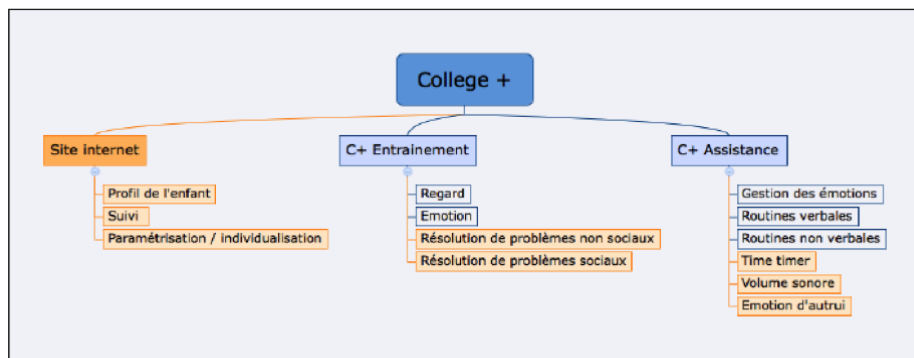 College +
Site internet
Profil de l'enfant
Suivi
Paramétrisation / individualisation
C+ Entrainement
Regard
Emotion
Résolution de problèmes non sociaux
Résolution de problèmes sociaux
C+ Assistance
Gestion des émotions
Routines verbales
Routines non verbales
Time timer
Volume sonore
Emotion d'autrui